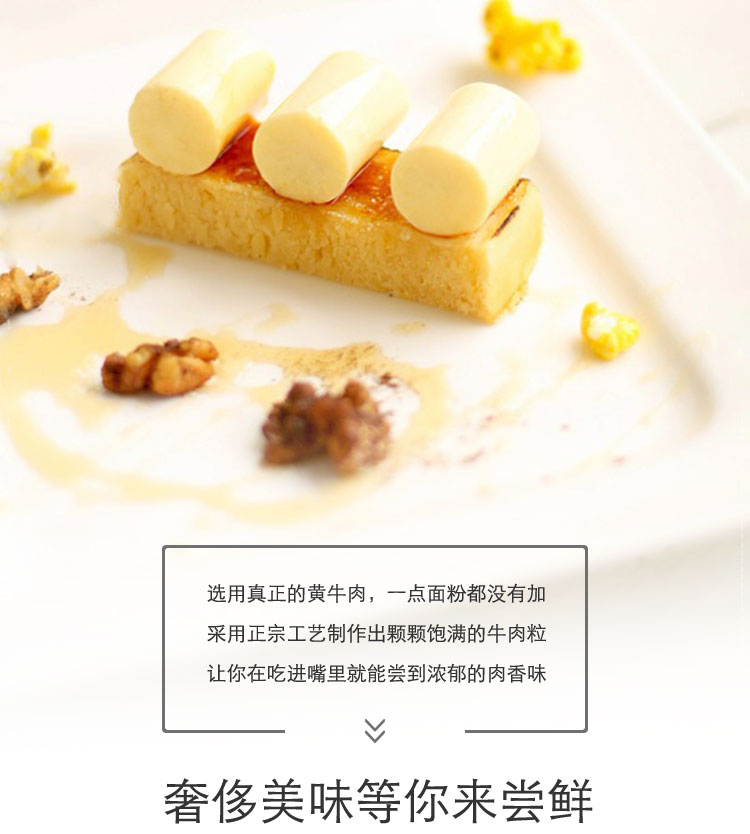 选用真正的黄牛肉，一点面粉都没有加
采用正宗工艺制作出颗颗饱满的牛肉粒
让你在吃进嘴里就能尝到浓郁的肉香味
奢侈美味等你来尝鲜